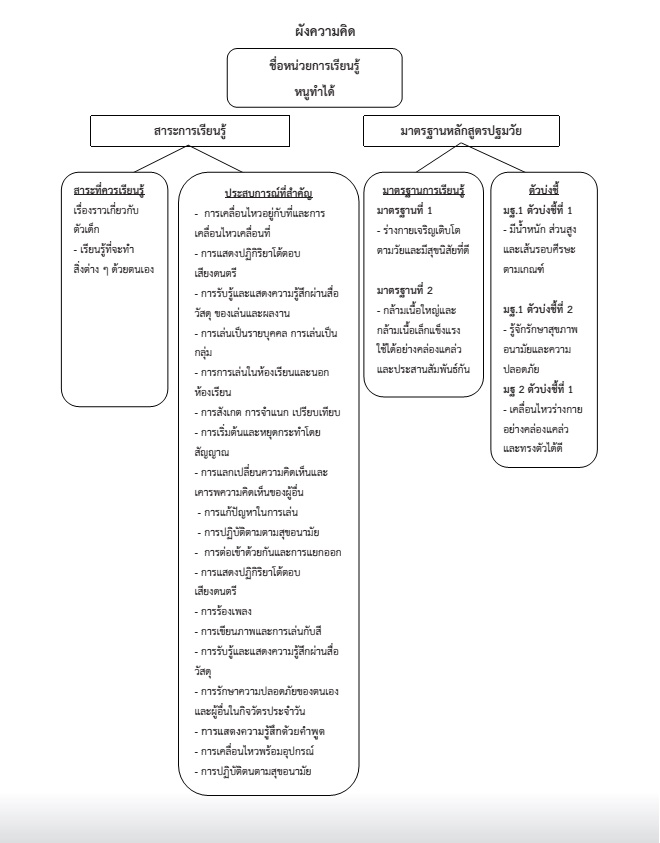 ผังความคิด
ชื่อหน่วยการเรียนรู้
หนูทำได้
สาระการเรียนรู้
มาตรฐานหลักสูตรปฐมวัย
สาระที่ควรเรียนรู้
เรื่องราวเกี่ยวกับ
ตัวเด็ก
- เรียนรู้ที่จะทำ
สิ่งต่าง ๆ ด้วยตนเอง
ประสบการณ์ที่สำคัญ
- การเคลื่อนไหวอยู่กับที่และการ
เคลื่อนไหวเคลื่อนที่
- การแสดงปฏิกิริยาโต้ตอบ
เสียงดนตรี
- การรับรู้และแสดงความรู้สึกผ่านสื่อ
วัสดุ ของเล่นและผลงาน
- การเล่นเป็นรายบุคคล การเล่นเป็น
กลุ่ม
- การการเล่นในห้องเรียนและนอก
ห้องเรียน
- การสังเกต การจำแนก เปรียบเทียบ
- การเริ่มต้นและหยุดกระทำโดย
สัญญาณ
- การแลกเปลี่ยนความคิดเห็นและ
เคารพความคิดเห็นของผู้อื่น
- การแก้ปัญหาในการเล่น
- การปฏิบัติตามตามสุขอนามัย
- การต่อเข้าด้วยกันและการแยกออก
- การแสดงปฏิกิริยาโต้ตอบ
เสียงดนตรี
- การร้องเพลง
- การเขียนภาพและการเล่นกับสี
- การรับรู้และแสดงความรู้สึกผ่านสื่อ
วัสดุ
- การรักษาความปลอดภัยของตนเอง
และผู้อื่นในกิจวัตรประจำวัน
- การแสดงความรู้สึกด้วยคำพูด
- การเคลื่อนไหวพร้อมอุปกรณ์
- การปฏิบัติตนตามสุขอนามัย
มาตรฐานการเรียนรู้
มาตรฐานที่ 1
- ร่างกายเจริญเติบโต
ตามวัยและมีสุขนิสัยที่ดี
มาตรฐานที่ 2
- กล้ามเนื้อใหญ่และ
กล้ามเนื้อเล็กแข็งแรง
ใช้ได้อย่างคล่องแคล่ว
และประสานสัมพันธ์กัน
ตัวบ่งชี้
มฐ.1 ตัวบ่งชี้ที่ 1
- มีน้ำหนัก ส่วนสูง
และเส้นรอบศีรษะ
ตามเกณฑ์
มฐ.1 ตัวบ่งชี้ที่ 2
- รู้จักรักษาสุขภาพ
อนามัยและความ
ปลอดภัย
มฐ 2 ตัวบ่งชี้ที่ 1
- เคลื่อนไหวร่างกาย
อย่างคล่องแคล่ว
และทรงตัวได้ดี